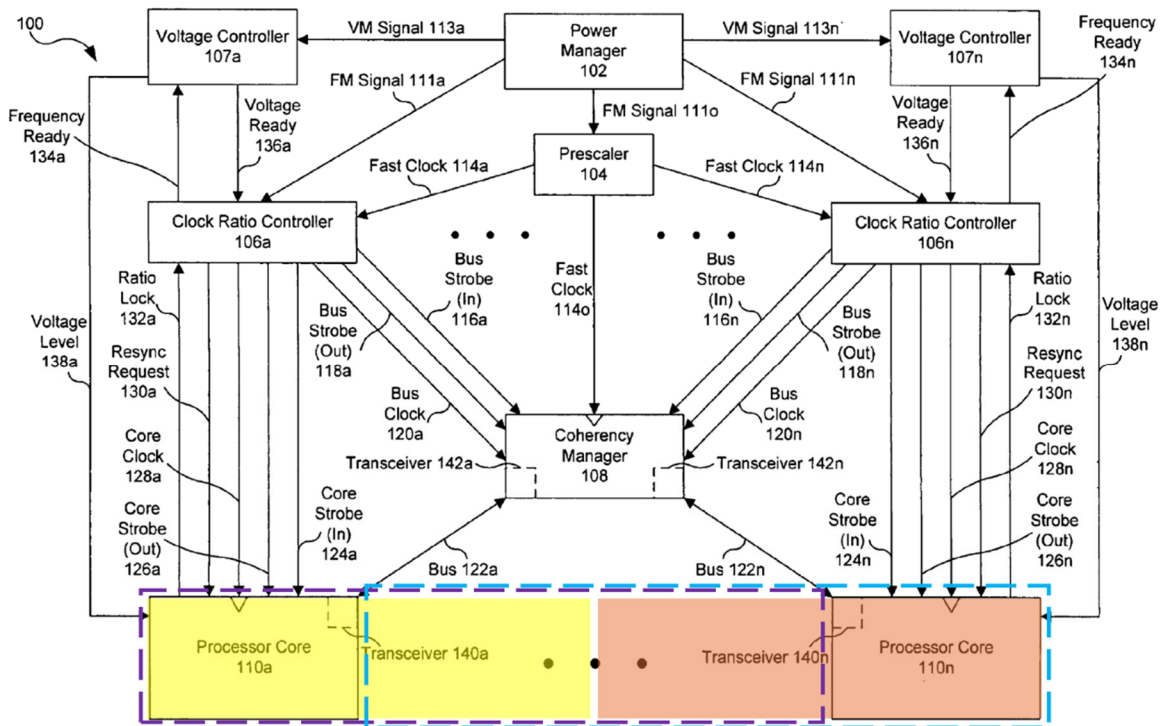 100
Voltage Controller
107a
VM Signal 113a
Power
Manager
102
VM Signal 113n
Voltage Controller
107n
Frequency
Ready
134n
FM Signal 111a
FM Signal 111o
FM Signal 111n
Frequency
Ready
134a
Voltage
Ready
136a
Prescaler
104
Voltage
Ready
136n
Fast Clock 114a
Fast Clock 114n
Clock Ratio Controller
106a
Clock Ratio Controller
106n
Ratio
Lock
132a
Bus
Strobe
(In)
116a
Fast
Clock
114o
Bus
Strobe
(In)
116n
Ratio
Lock
132n
Voltage
Level
138a
Bus
Strobe
(Out)
118a
Bus
Strobe
(Out)
118n
Voltage
Level
138n
Resync
Request
130a
Resync
Request
130n
Bus
Clock
120a
Bus
Clock
120n
Core
Clock
128a
Transceiver 142a
Coherency
Manager
108
Transceiver 142n
Core
Clock
128n
Core
Strobe
(Out)
126a
Core
Strobe
(In)
124a
Core
Strobe
(In)
124n
Core
Strobe
(Out)
126n
Bus 122a
Bus 122n
Processor Core
110a
Transceiver 140a
Transceiver 140n
Processor Core
110n